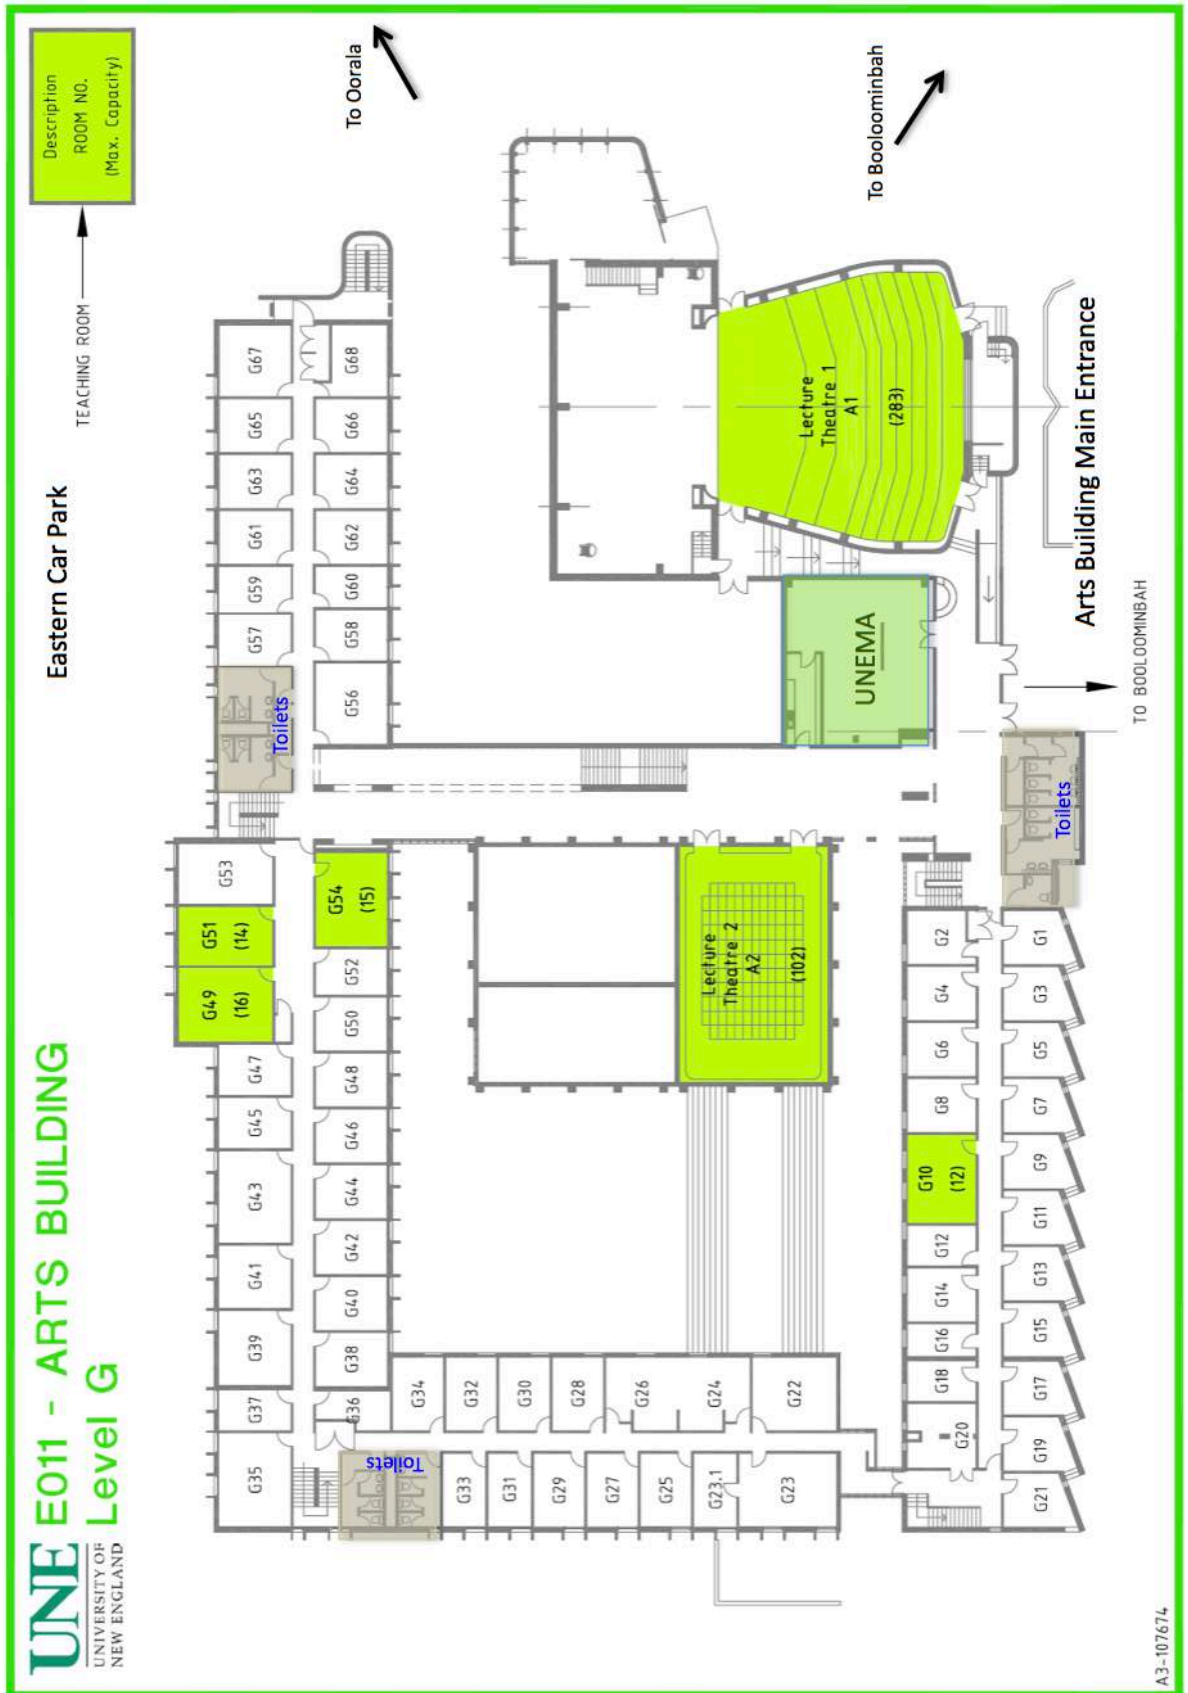 UNE
UNIVERSITY OF
NEW ENGLAND
E011 - ARTS BUILDING
Level G
Eastern Car Park
TEACHING ROOM
Description
ROOM NO.
(Max. Capacity)
To Oorala
To Booloominbah
G35
G37
G39
G41
G43
G45
G47
G49
(16)
G51
(14)
G53
Toilets
G57
G59
G61
G63
G65
G67
G36
G38
G40
G42
G44
G46
G48
G50
G52
G54
(15)
G56
G58
G60
G62
G64
G66
G68
Toilets
G33
G31
G29
G27
G25
G23.1
G23
G34
G32
G30
G28
G26
G24
G22
Lecture
Theatre 2
A2
(102)
Lecture
Theatre 1
A1
(283)
UNEMA
G20
G18
G16
G14
G12
G10
(12)
G8
G6
G4
G2
G21
G19
G17
G15
G13
G11
G9
G7
G5
G3
G1
Toilets
Arts Building Main Entrance
TO BOOLOOMINBAH
A3-107674